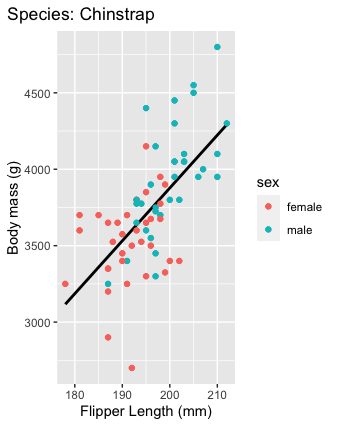 Species: Chinstrap
Body mass (g)
4500
4000
3500
3000
180 190 200 210
Flipper Length (mm)
sex
female
male